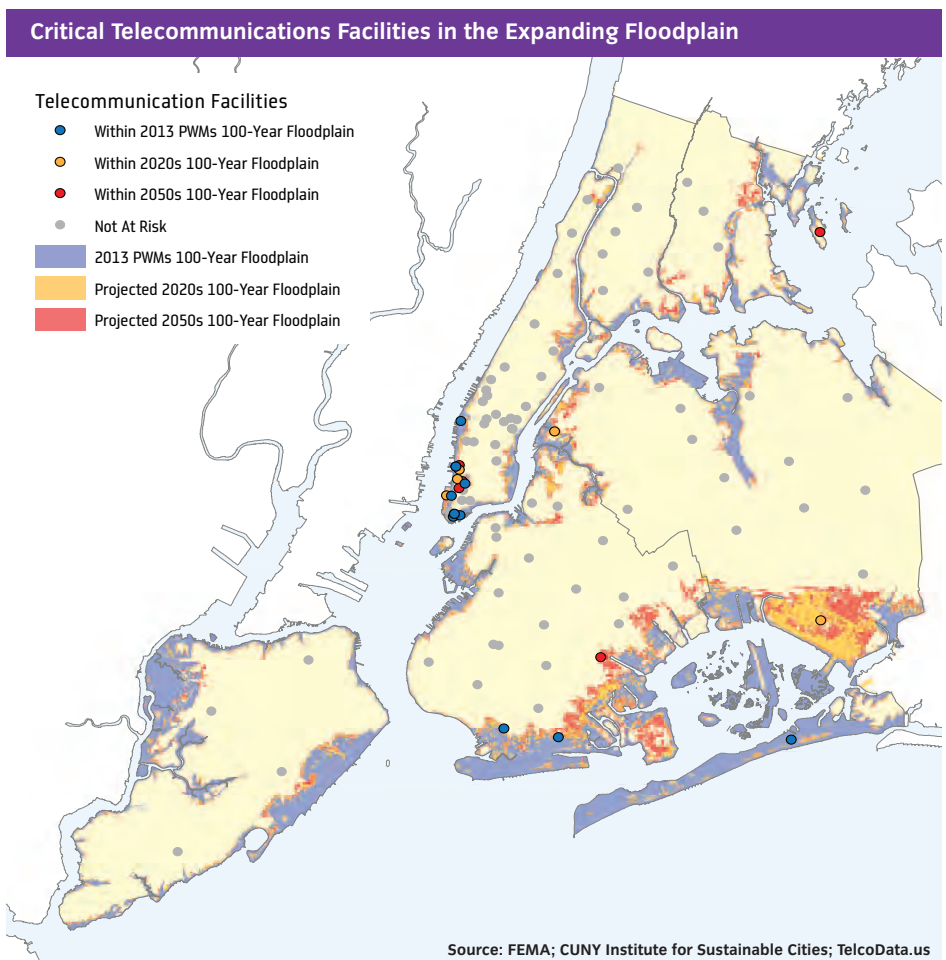 Critical Telecommunications Facilities in the Expanding Floodplain
Telecommunication Facilities
Within 2013 PWMs 100-Year Floodplain
Within 2020s 100-Year Floodplain
Within 2050s 100-Year Floodplain
Not At Risk
2013 PWMs 100-Year Floodplain
Projected 2020s 100-Year Floodplain
Projected 2050s 100-Year Floodplain
Source: FEMA; CUNY Institute for Sustainable Cities; TelcoData.us